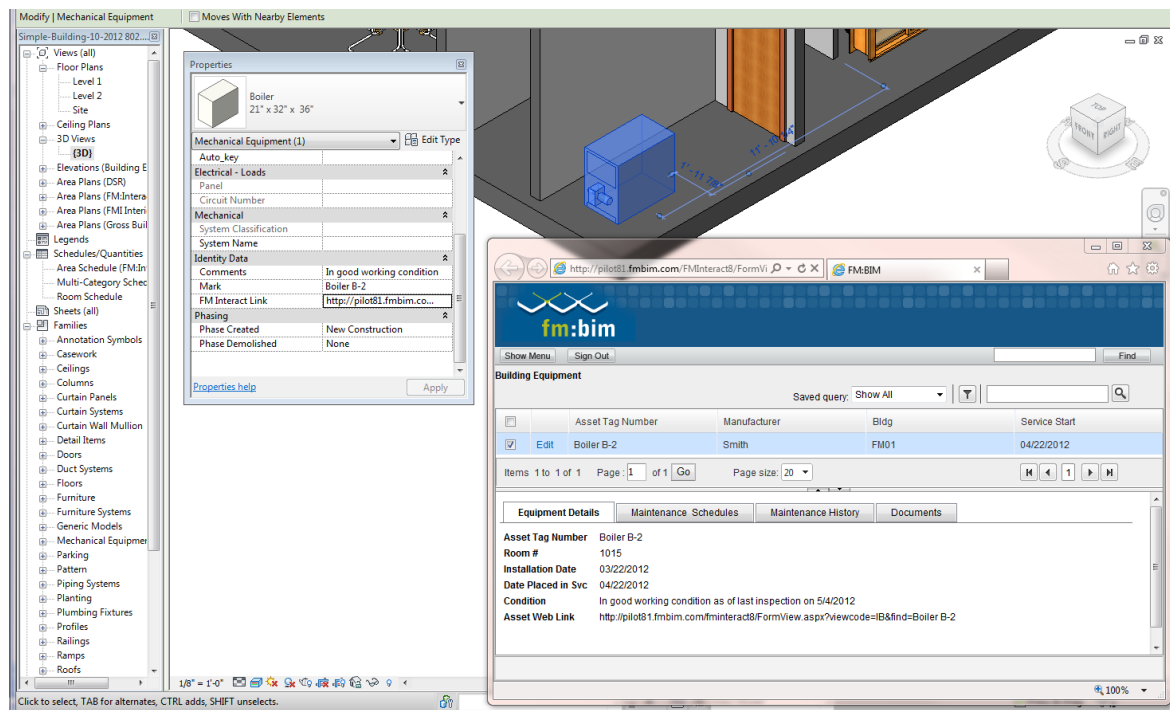 Modify | Mechanical Equipment
Moves With Nearby Elements
Simple-Building-10-2012 802....
Views (all)
Floor Plans
Level 1
Level 2
Site
Ceiling Plans
3D Views
{3D}
Elevations (Building E
Area Plans (DSR)
Area Plans (FM:Intera
Area Plans (FMI Interi
Area Plans (Gross Buil
Legends
Schedules/Quantities
Area Schedule (FM:In
Multi-Category Sched
Room Schedule
Sheets (all)
Families
Annotation Symbols
Casework
Ceilings
Columns
Curtain Panels
Curtain Systems
Curtain Wall Mullion
Detail Items
Doors
Duct Systems
Floors
Furniture
Furniture Systems
Generic Models
Mechanical Equipmer
Parking
Pattern
Piping Systems
Planting
Plumbing Fixtures
Profiles
Railings
Ramps
Roofs
Click to select, TAB for alternates, CTRL adds, SHIFT unselects.
Properties
Boiler
21" x 32" x 36"
Mechanical Equipment (1)
Edit Type
Auto_key
Electrical - Loads
Panel
Circuit Number
Mechanical
System Classification
System Name
Identity Data
Comments In good working condition
Mark Boiler B-2
FM Interact Link http://pilot81.fmbim.co...
Phasing
Phase Created New Construction
Phase Demolished None
Properties help
Apply
1/8" = 1'-0"
1' - 11 7/8"
11' - 10 3/4"
TOP
FRONT
RIGHT
http://pilot81.fmbim.com/FMInteract8/FormVi
FM:BIM
fm:bim
Show Menu
Sign Out
Find
Building Equipment
Saved query: Show All
Asset Tag Number Manufacturer Bldg Service Start
Edit Boiler B-2 Smith FM01 04/22/2012
Items 1 to 1 of 1 Page: 1 of 1 Go Page size: 20
1
Equipment Details Maintenance Schedules Maintenance History Documents
Asset Tag Number Boiler B-2
Room # 1015
Installation Date 03/22/2012
Date Placed in Svc 04/22/2012
Condition In good working condition as of last inspection on 5/4/2012
Asset Web Link http://pilot81.fmbim.com/fminteract8/FormView.aspx?viewcode=IB&find=Boiler B-2
100%